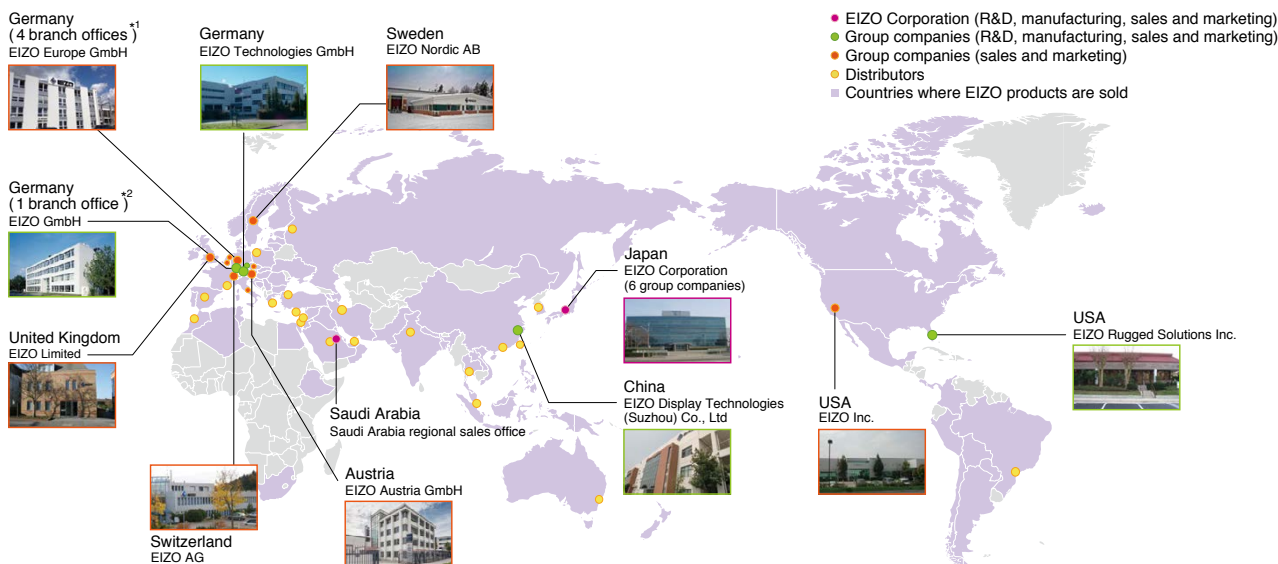 Germany
( 4 branch offices ) *1
EIZO Europe GmbH
Germany
EIZO Technologies GmbH
Sweden
EIZO Nordic AB
EIZO Corporation (R&D, manufacturing, sales and marketing)
Group companies (R&D, manufacturing, sales and marketing)
Group companies (sales and marketing)
Distributors
Countries where EIZO products are sold
Germany
( 1 branch office ) *2
EIZO GmbH
Japan
EIZO Corporation
(6 group companies)
USA
EIZO Rugged Solutions Inc.
United Kingdom
EIZO Limited
Saudi Arabia
Saudi Arabia regional sales office
China
EIZO Display Technologies
(Suzhou) Co., Ltd
USA
EIZO Inc.
Austria
EIZO Austria GmbH
Switzerland
EIZO AG